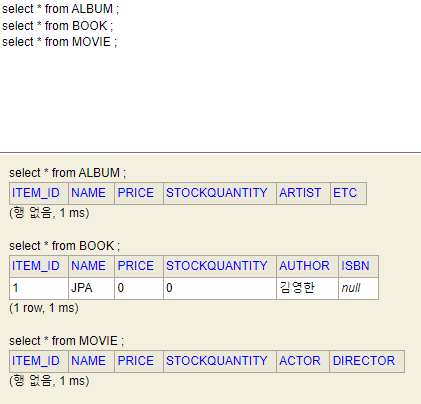 select * from ALBUM ;
select * from BOOK ;
select * from MOVIE ;
select * from ALBUM ;
ITEM_ID NAME PRICE STOCKQUANTITY ARTIST ETC
(행 없음, 1 ms)
select * from BOOK ;
ITEM_ID NAME PRICE STOCKQUANTITY AUTHOR ISBN
1 JPA 0 0 김영한 null
(1 row, 1 ms)
select * from MOVIE ;
ITEM_ID NAME PRICE STOCKQUANTITY ACTOR DIRECTOR
(행 없음, 1 ms)